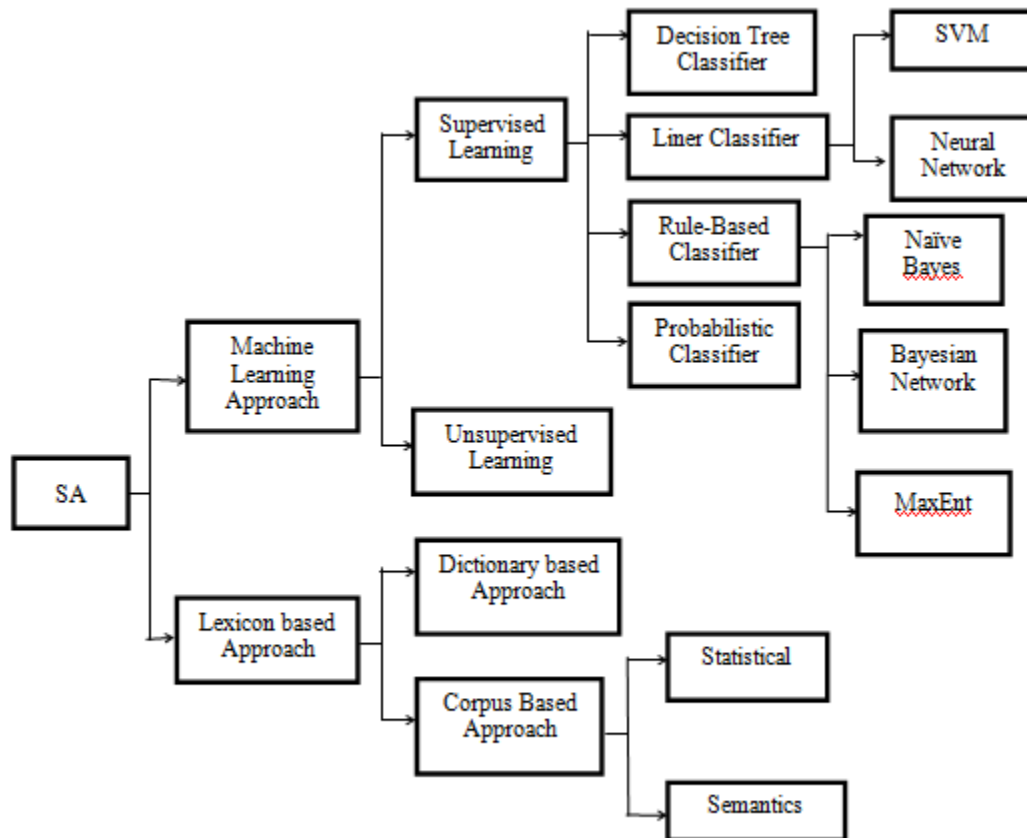 SA
Machine
Learning
Approach
Lexicon based
Approach
Supervised
Learning
Unsupervised
Learning
Dictionary based
Approach
Corpus Based
Approach
Decision Tree
Classifier
Liner Classifier
Rule-Based
Classifier
Probabilistic
Classifier
SVM
Neural
Network
Naïve
Bayes
Bayesian
Network
MaxEnt
Statistical
Semantics